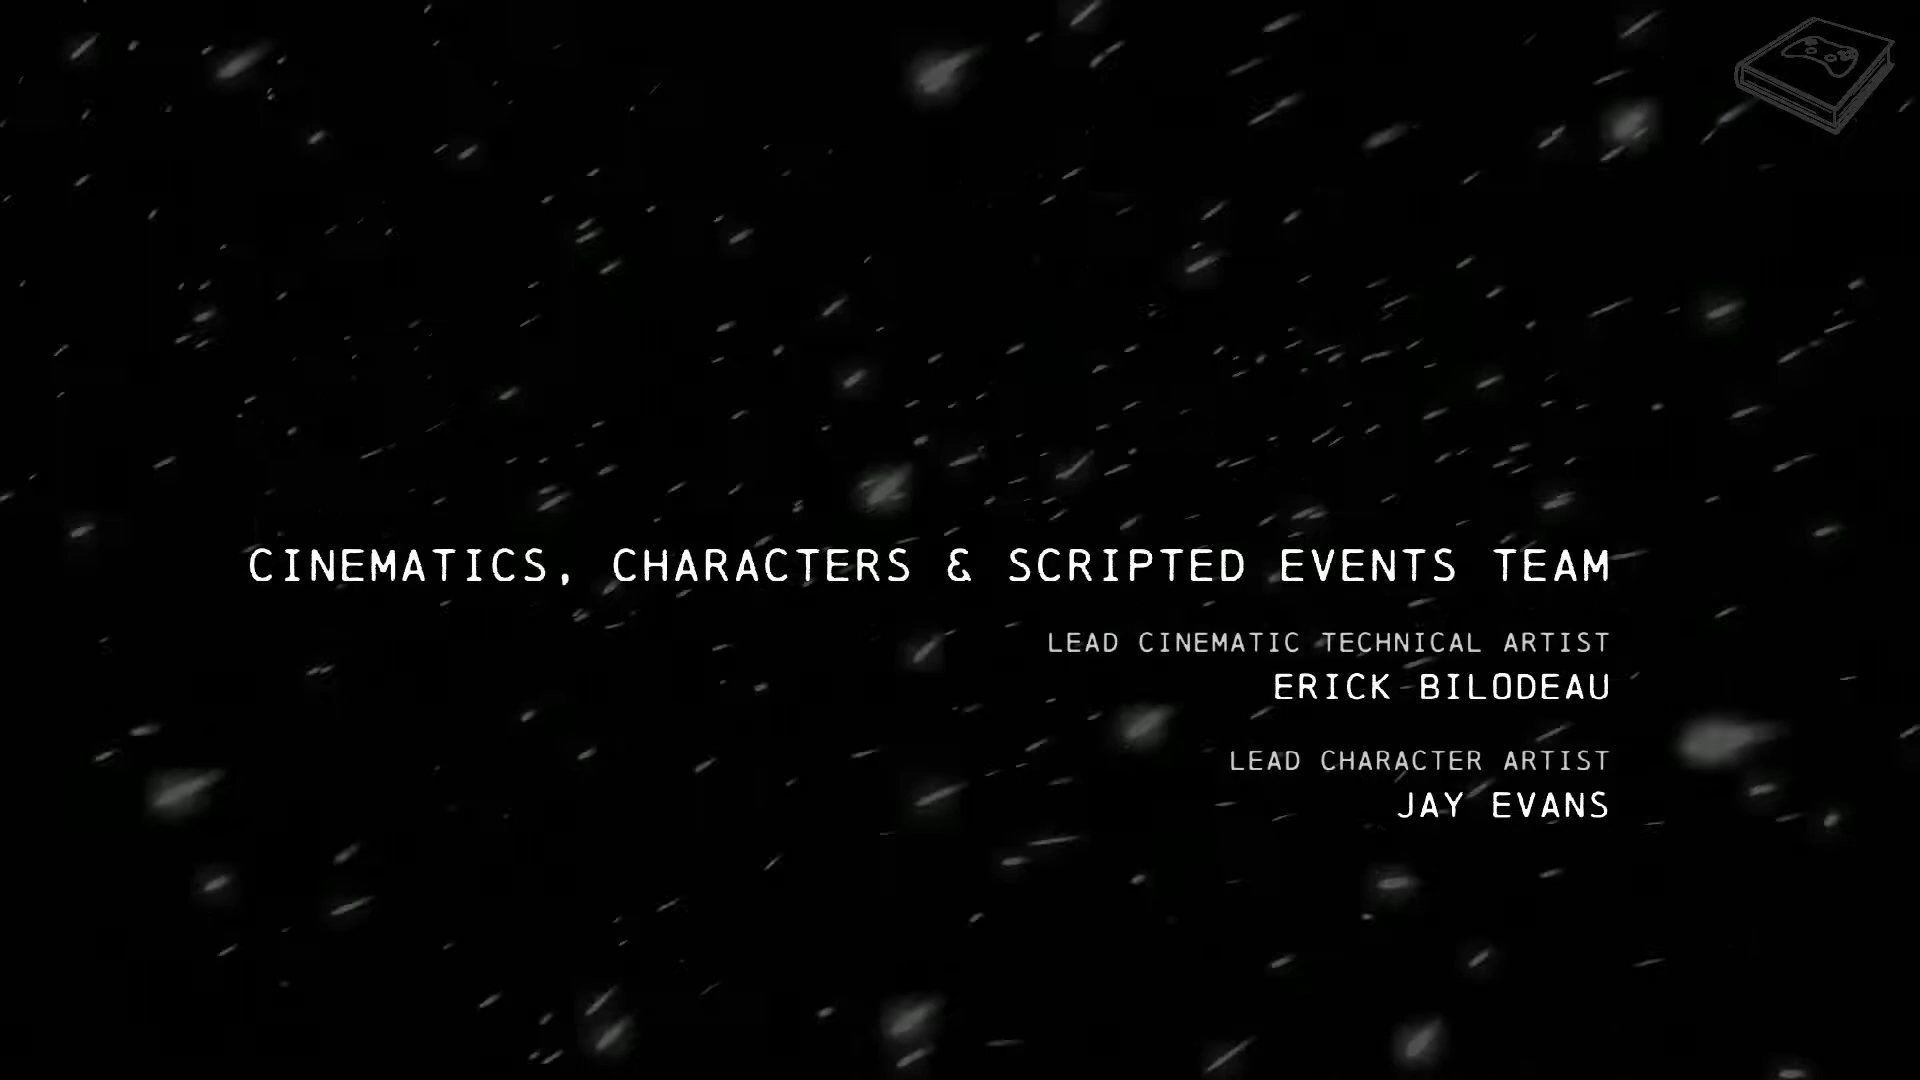 CINEMATICS, CHARACTERS & SCRIPTED EVENTS TEAM
LEAD CINEMATIC TECHNICAL ARTIST
ERICK BILODEAU
LEAD CHARACTER ARTIST
JAY EVANS